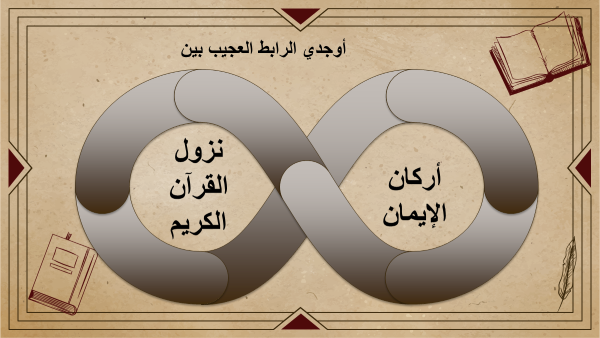 أوجدي الرابط العجيب بين
أركان
الإيمان
نزول
القرآن
الكريم